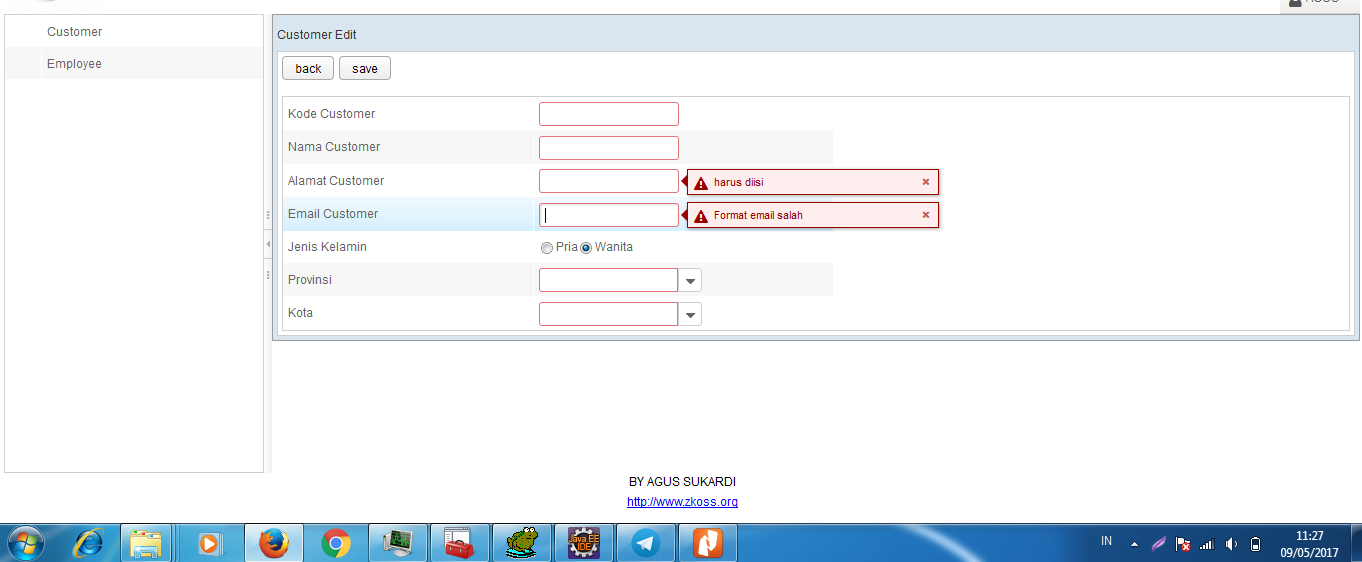 Customer
Employee
Customer Edit
back save
Kode Customer
Nama Customer
Alamat Customer harus diisi
Email Customer Format email salah
Jenis Kelamin Pria Wanita
Provinsi
Kota
BY AGUS SUKARDI
http://www.zkoss.org
Java EE
IDE
IN
11:27
09/05/2017